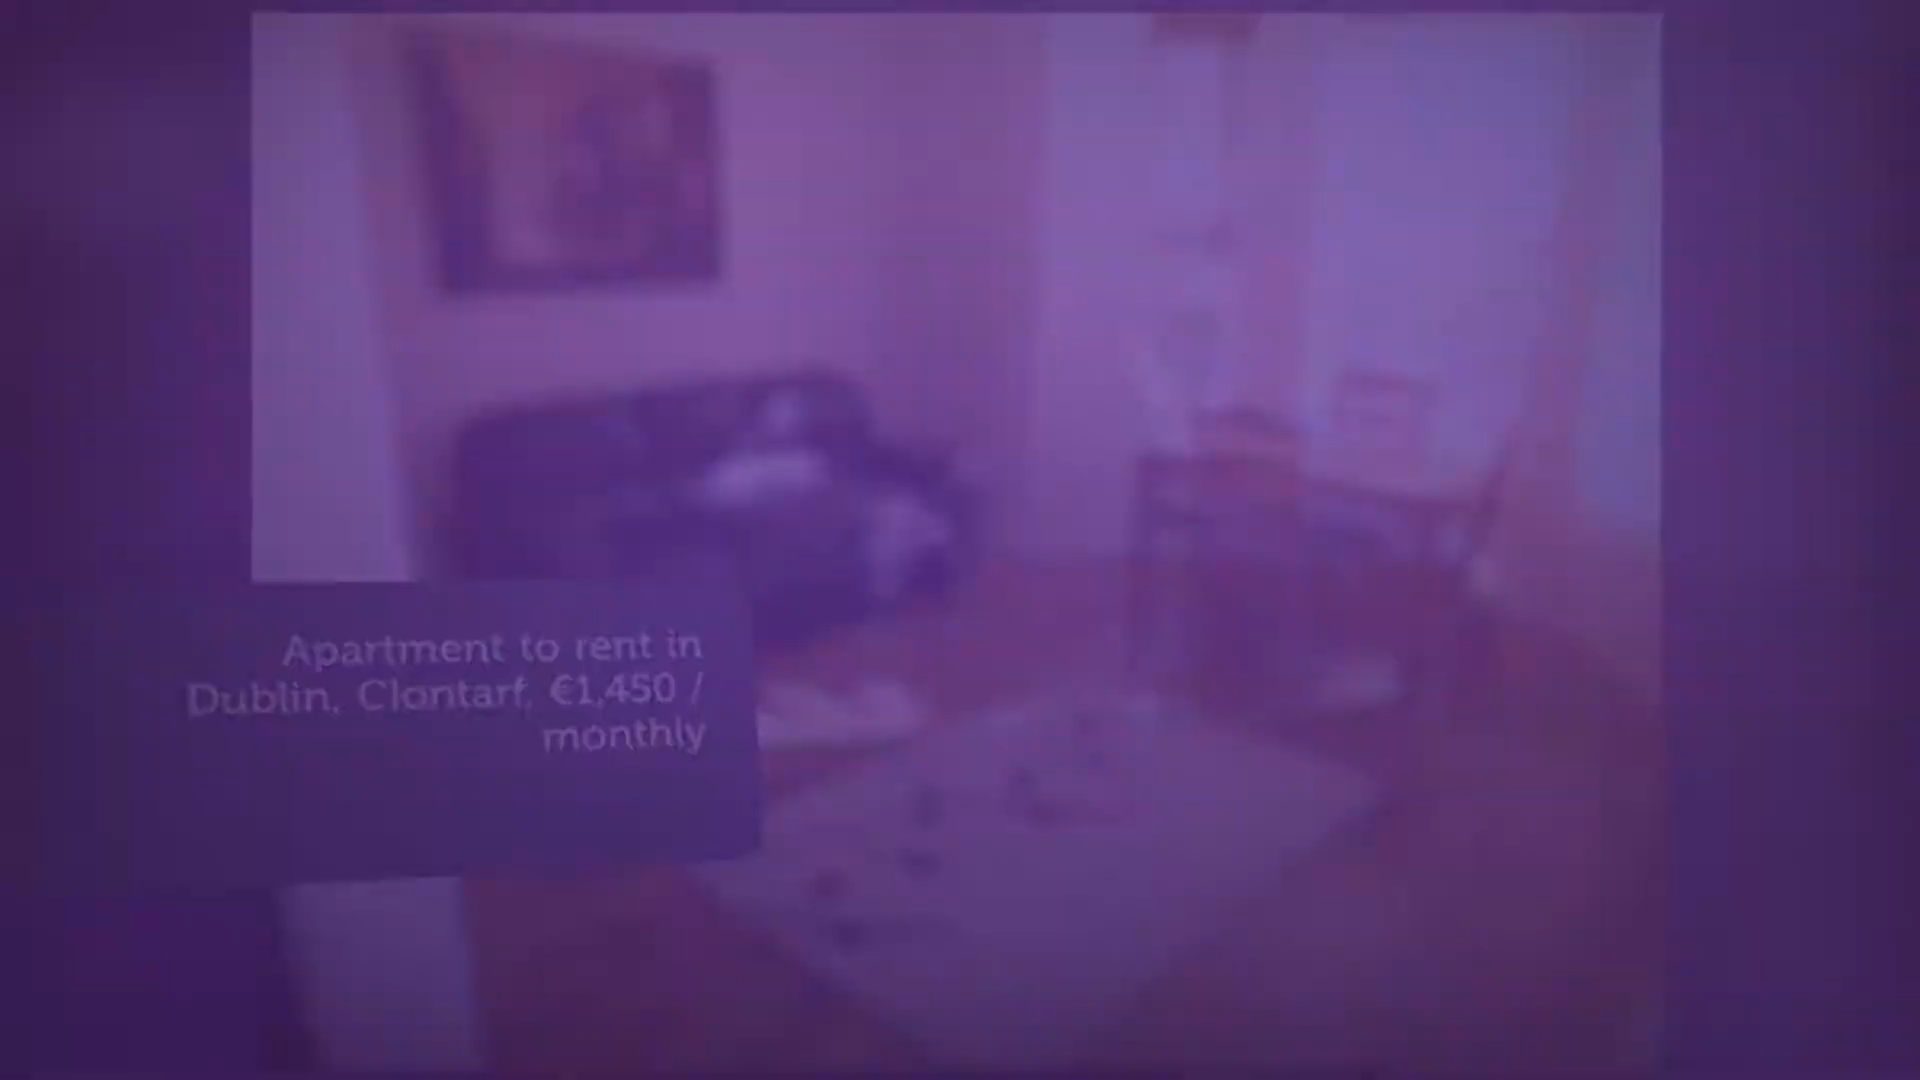 Apartment to rent in
Dublin, Clontarf, €1,450 /
monthly